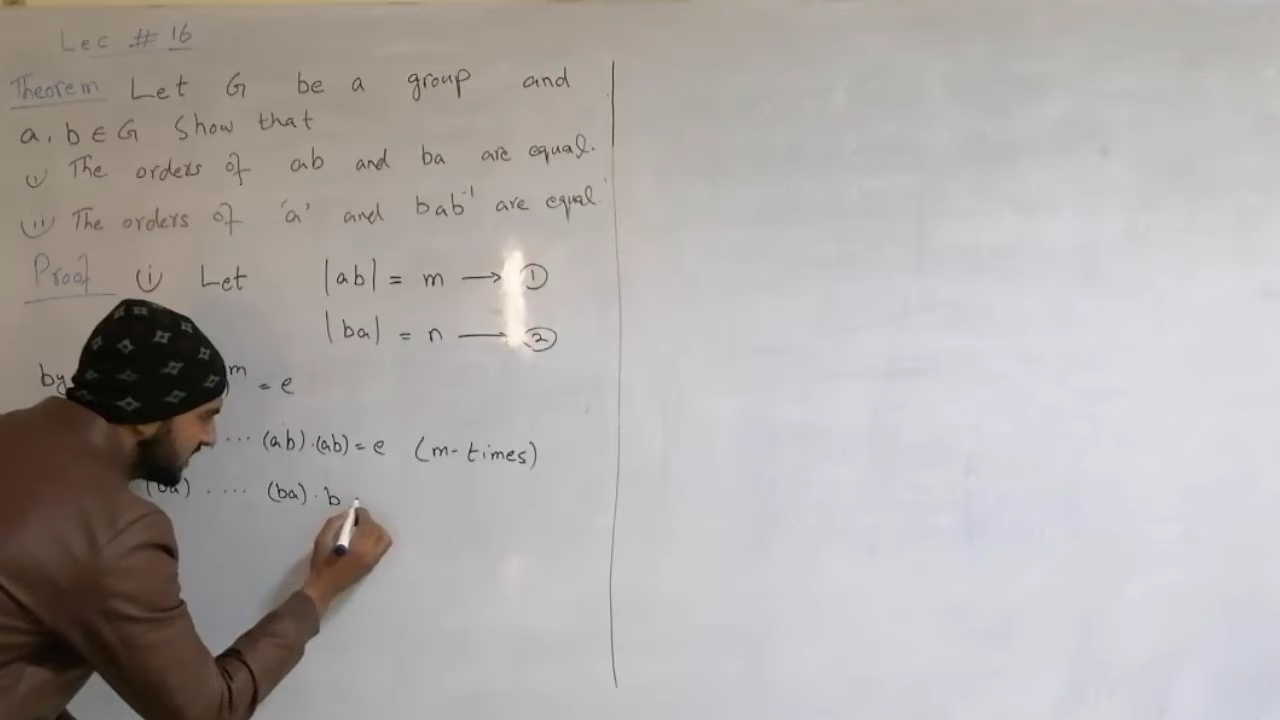 Lec # 16
Theorem Let G be a group and
a, b ∈ G Show that
(i) The orders of ab and ba are equal.
(ii) The orders of 'a' and bab⁻¹ are equal.
Proof (i) Let |ab| = m → ①
|ba| = n → ②
by m = e
... (ab).(ab) = e (m-times)
(ba) .... (ba) . b